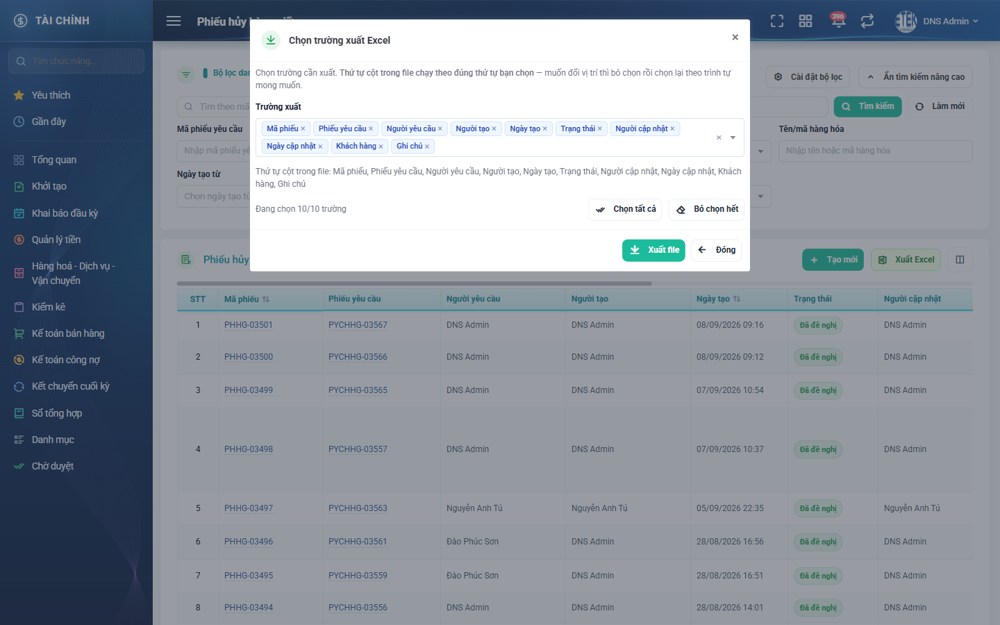 TÀI CHÍNH
Tìm chức năng...
Yêu thích
Gần đây
Tổng quan
Khởi tạo
Khai báo đầu kỳ
Quản lý tiền
Hàng hoá - Dịch vụ -
Vận chuyển
Kiểm kê
Kế toán bán hàng
Kế toán công nợ
Kết chuyển cuối kỳ
Sổ tổng hợp
Danh mục
Chờ duyệt
Phiếu hủy
396
DNS Admin
Chọn trường xuất Excel
×
Chọn trường cần xuất. Thứ tự cột trong file chạy theo đúng thứ tự bạn chọn — muốn đổi vị trí thì bỏ chọn rồi chọn lại theo trình tự
mong muốn.
Trường xuất
Mã phiếu × Phiếu yêu cầu × Người yêu cầu × Người tạo × Ngày tạo × Trạng thái × Người cập nhật ×
Ngày cập nhật × Khách hàng × Ghi chú ×
×
Thứ tự cột trong file: Mã phiếu, Phiếu yêu cầu, Người yêu cầu, Người tạo, Ngày tạo, Trạng thái, Người cập nhật, Ngày cập nhật, Khách
hàng, Ghi chú
Đang chọn 10/10 trường
Chọn tất cả
Bỏ chọn hết
Xuất file
Đóng
Bộ lọc
Cài đặt bộ lọc
Ẩn tìm kiếm nâng cao
Tìm theo
Tìm kiếm
Làm mới
Mã phiếu yêu cầu
Tên/mã hàng hóa
Nhập mã phiếu
Nhập tên hoặc mã hàng hóa
Ngày tạo từ
Chọn ngày tạo từ
Phiếu hủy
Tạo mới
Xuất Excel
STT Mã phiếu Phiếu yêu cầu Người yêu cầu Người tạo Ngày tạo Trạng thái Người cập nhật
1 PHHG-03501 PYCHHG-03567 DNS Admin DNS Admin 08/09/2026 09:16 Đã đề nghị DNS Admin
2 PHHG-03500 PYCHHG-03566 DNS Admin DNS Admin 08/09/2026 09:12 Đã đề nghị DNS Admin
3 PHHG-03499 PYCHHG-03565 DNS Admin DNS Admin 07/09/2026 10:54 Đã đề nghị DNS Admin
4 PHHG-03498 PYCHHG-03557 DNS Admin DNS Admin 07/09/2026 10:37 Đã đề nghị DNS Admin
5 PHHG-03497 PYCHHG-03563 Nguyễn Anh Tú Nguyễn Anh Tú 05/09/2026 22:35 Đã đề nghị Nguyễn Anh Tú
6 PHHG-03496 PYCHHG-03561 Đào Phúc Sơn DNS Admin 28/08/2026 16:56 Đã đề nghị DNS Admin
7 PHHG-03495 PYCHHG-03559 Đào Phúc Sơn DNS Admin 28/08/2026 16:51 Đã đề nghị DNS Admin
8 PHHG-03494 PYCHHG-03556 DNS Admin DNS Admin 28/08/2026 14:01 Đã đề nghị DNS Admin